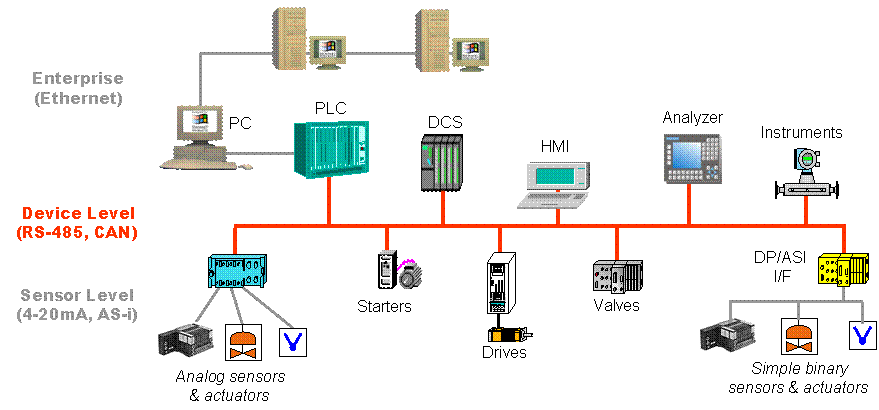 Enterprise
(Ethernet)
PC
PLC
DCS
HMI
Analyzer
Instruments
Device Level
(RS-485, CAN)
Sensor Level
(4-20mA, AS-i)
Starters
Drives
Valves
DP/ASI
I/F
Analog sensors
& actuators
Simple binary
sensors & actuators